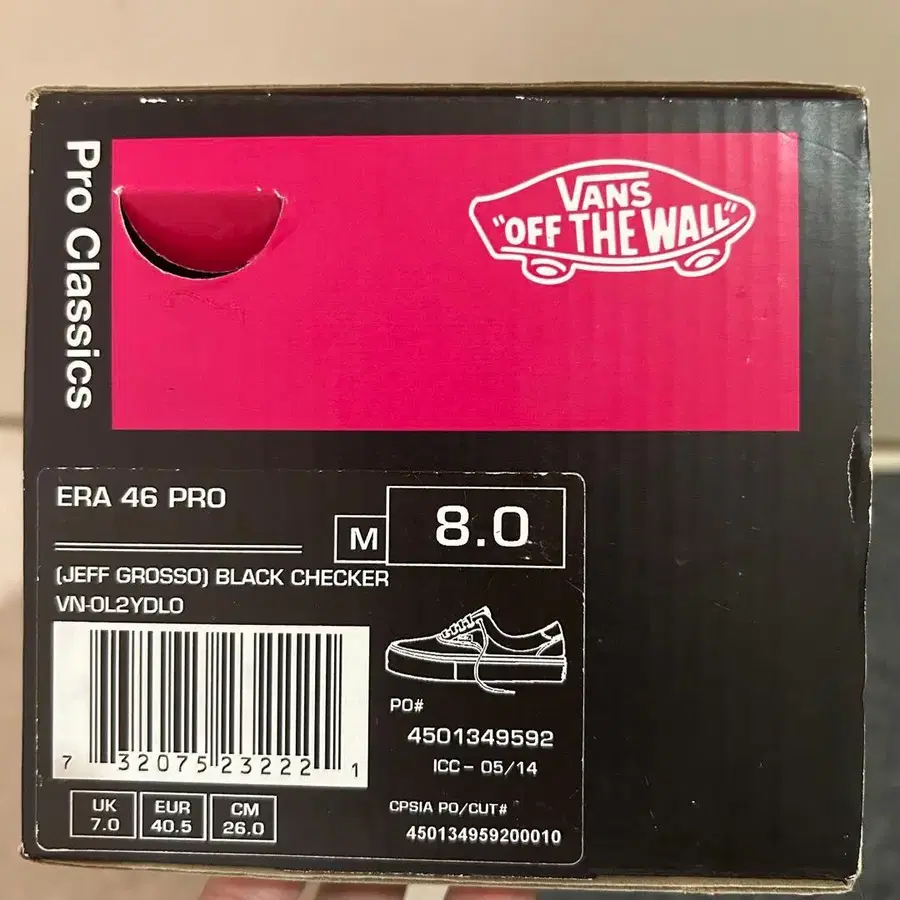 Pro Classics
VANS
"OFF THE WALL"
ERA 46 PRO
M 8.0
(JEFF GROSSO) BLACK CHECKER
VN-0L2YDL0
7 32075 23222 1
PO#
4501349592
ICC- 05/14
CPSIA PO/CUT#
450134959200010
UK EUR CM
7.0 40.5 26.0